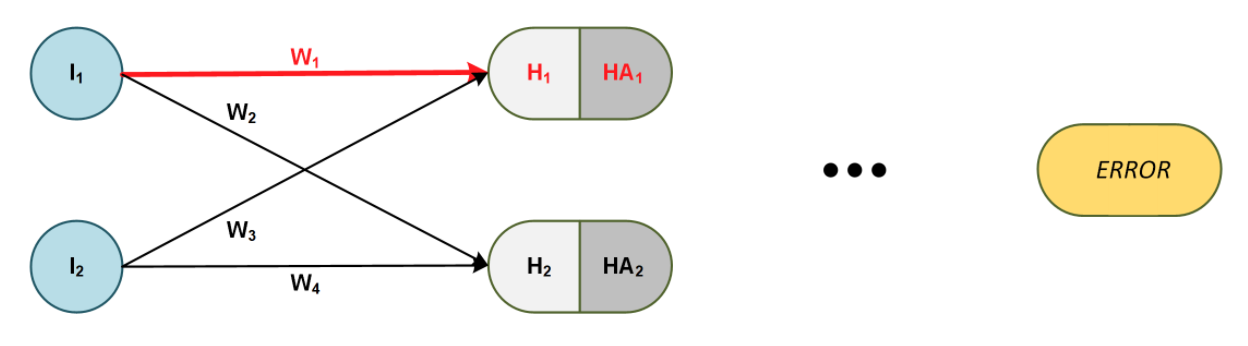 W₁
I₁
H₁ HA₁
W₂
ERROR
W₃
I₂
H₂ HA₂
W₄